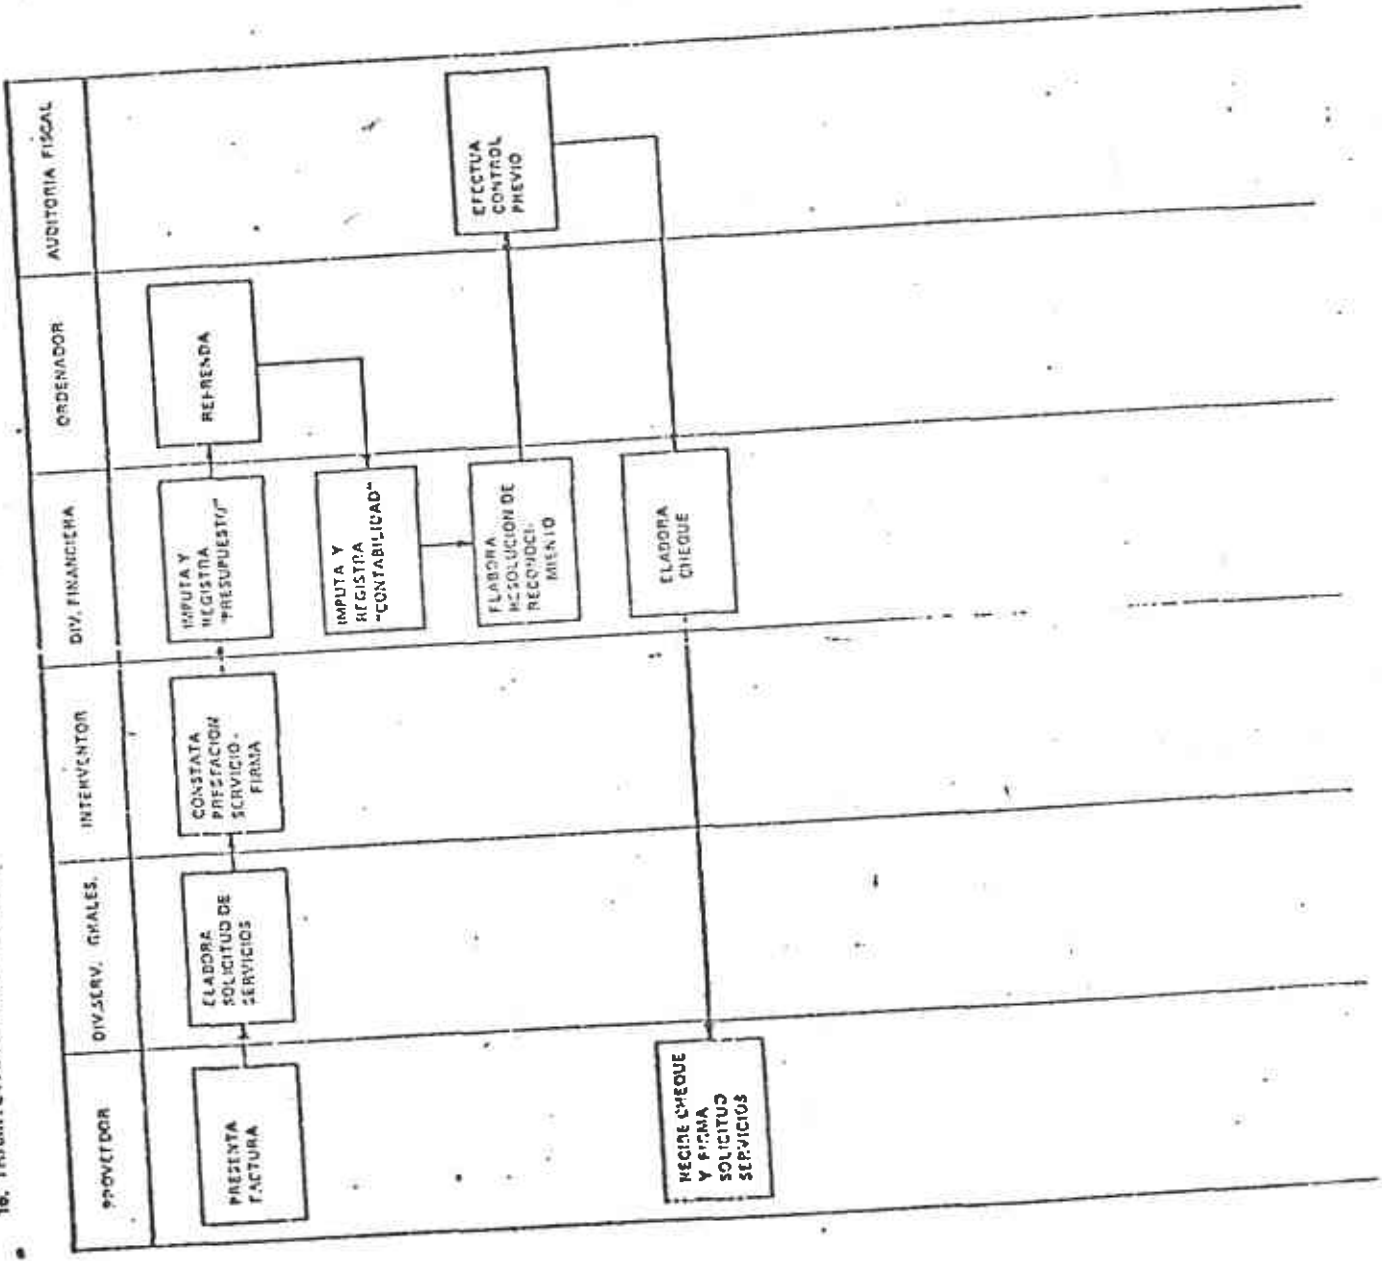 PROVEEDOR
DIV.SERV. GRALES.
INTERVENTOR
DIV. FINANCIERA
ORDENADOR
AUDITORIA FISCAL
PRESENTA
FACTURA
ELABORA
SOLICITUD DE
SERVICIOS
CONSTATA
PRESTACION
SERVICIO -
FIRMA
IMPUTA Y
REGISTRA
"PRESUPUESTO"
REFRENDA
IMPUTA Y
REGISTRA
"CONTABILIDAD"
ELABORA
RESOLUCION DE
RECONOCI-
MIENTO
EFECTUA
CONTROL
PREVIO
ELABORA
CHEQUE
RECIBE CHEQUE
Y FIRMA
SOLICITUD
SERVICIOS